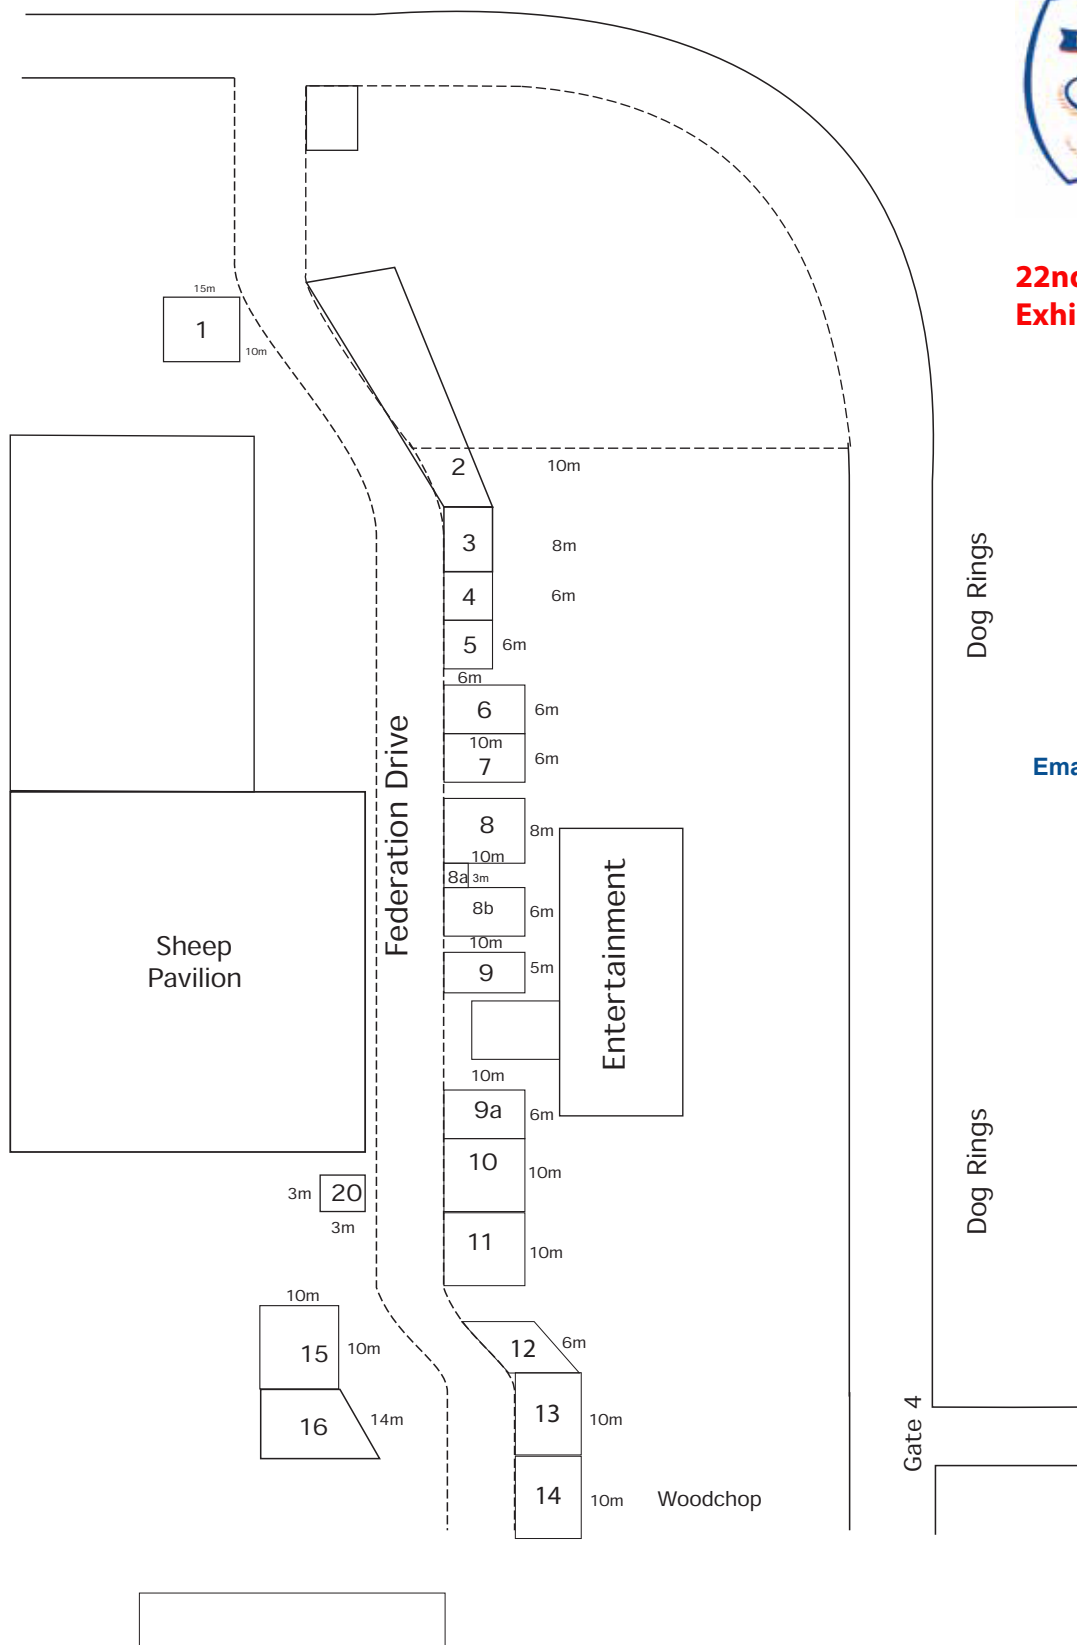 22nd
Exhi
15m
1
10m
2
10m
3
8m
Dog Rings
4
6m
5
6m
6m
6
6m
10m
7
6m
Federation Drive
Ema
8
8m
10m
8a
3m
8b
6m
10m
9
5m
Entertainment
Sheep
Pavilion
10m
9a
6m
10
10m
Dog Rings
3m
20
3m
11
10m
10m
15
10m
12
6m
16
14m
13
10m
Gate 4
14
10m
Woodchop